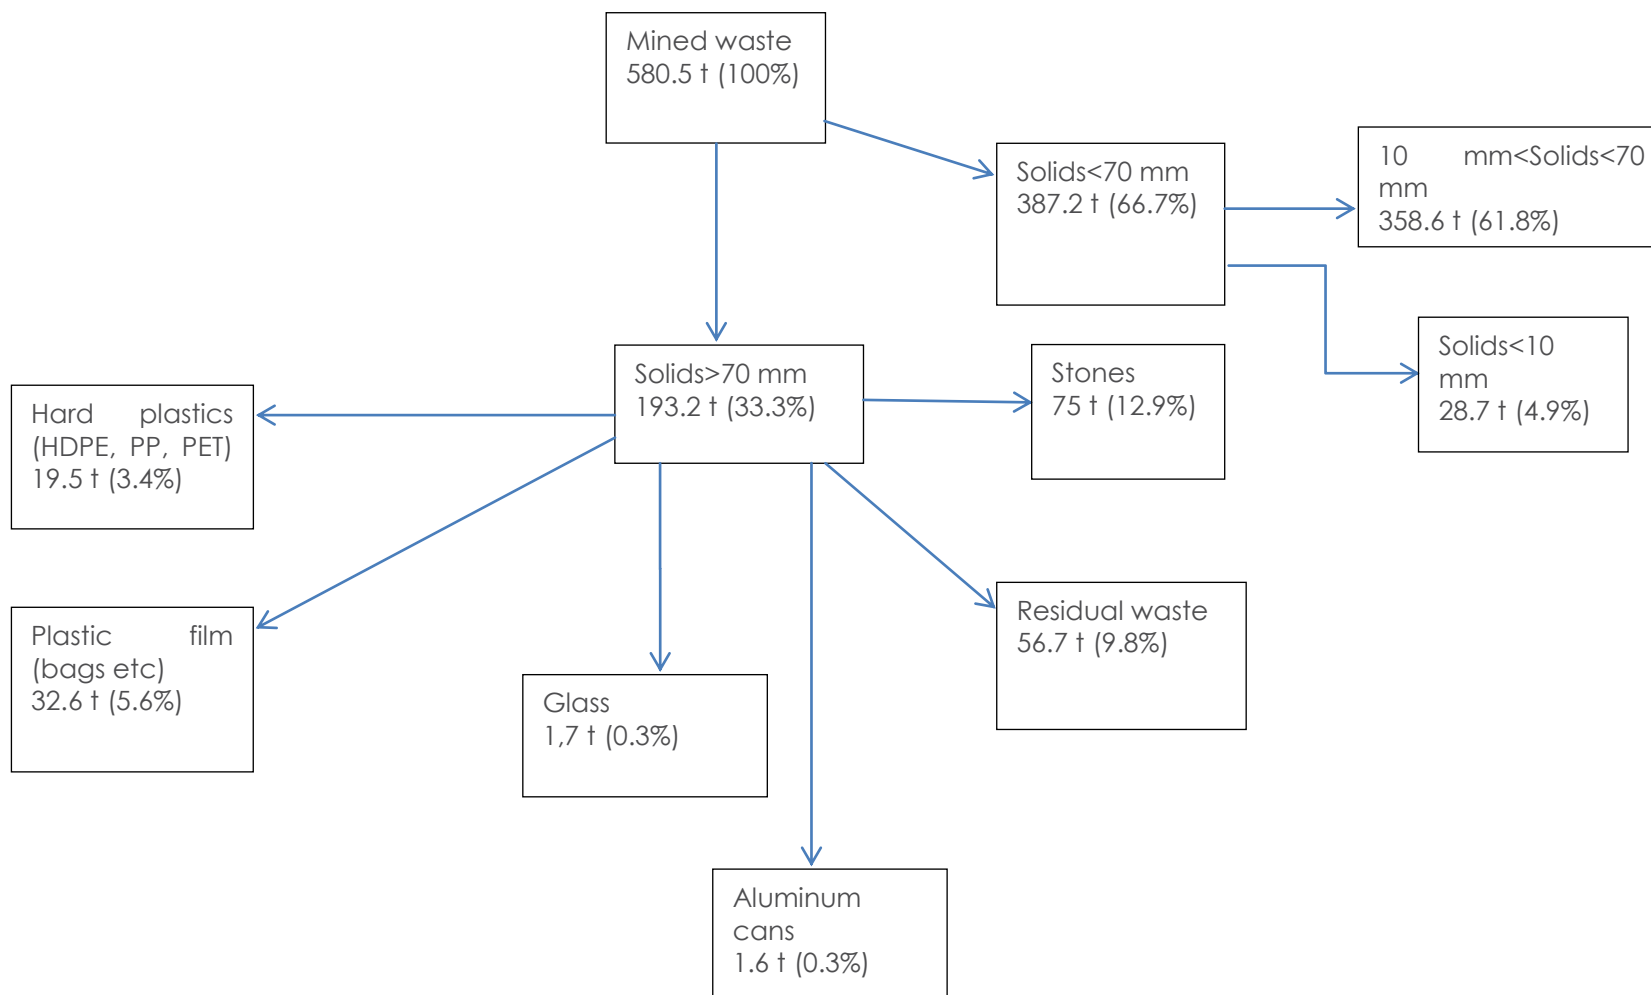 Mined waste
580.5 t (100%)
Solids<70 mm
387.2 t (66.7%)
10 mm<Solids<70
mm
358.6 t (61.8%)
Solids<10
mm
28.7 t (4.9%)
Solids>70 mm
193.2 t (33.3%)
Stones
75 t (12.9%)
Hard plastics
(HDPE, PP, PET)
19.5 t (3.4%)
Plastic film
(bags etc)
32.6 t (5.6%)
Glass
1,7 t (0.3%)
Residual waste
56.7 t (9.8%)
Aluminum
cans
1.6 t (0.3%)